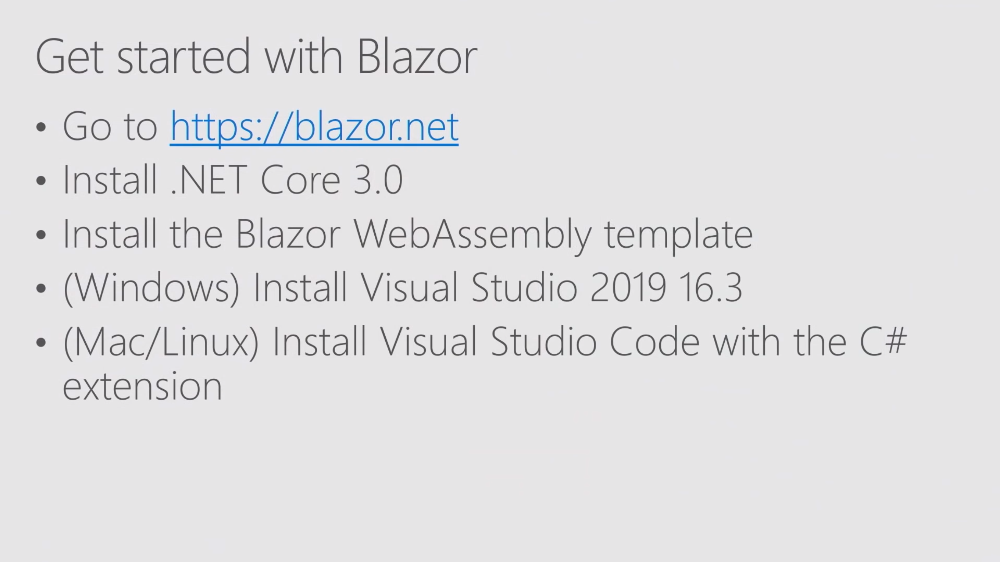 Get started with Blazor
• Go to https://blazor.net
• Install .NET Core 3.0
• Install the Blazor WebAssembly template
• (Windows) Install Visual Studio 2019 16.3
• (Mac/Linux) Install Visual Studio Code with the C#
extension